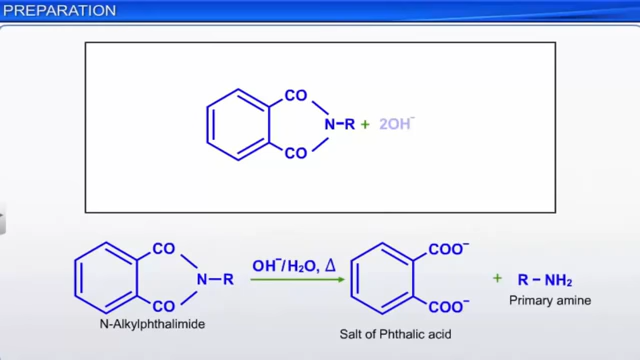 PREPARATION
CO
N–R + 2OH⁻
CO
CO COO⁻
N–R OH⁻/H₂O, Δ + R – NH₂
CO COO⁻
Primary amine
N-Alkylphthalimide
Salt of Phthalic acid